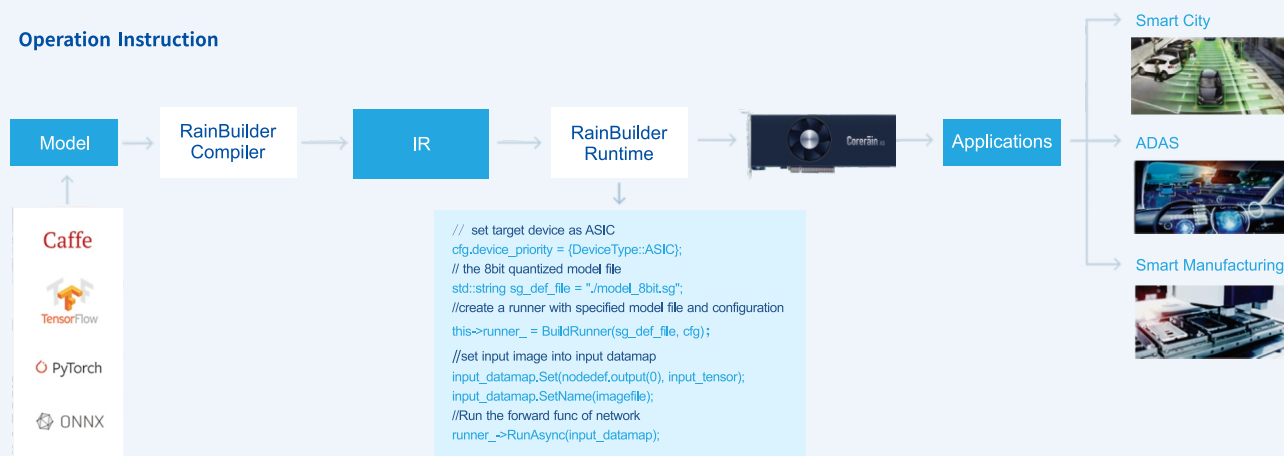 Operation Instruction
Model
RainBuilder
Compiler
IR
RainBuilder
Runtime
Corerain
Applications
Smart City
ADAS
Smart Manufacturing
Caffe
TensorFlow
PyTorch
ONNX
// set target device as ASIC
cfg.device_priority = {DeviceType::ASIC};
// the 8bit quantized model file
std::string sg_def_file = "./model_8bit.sg";
//create a runner with specified model file and configuration
this->runner_ = BuildRunner(sg_def_file, cfg);
//set input image into input datamap
input_datamap.Set(nodedef.output(0), input_tensor);
input_datamap.SetName(imagefile);
//Run the forward func of network
runner_->RunAsync(input_datamap);